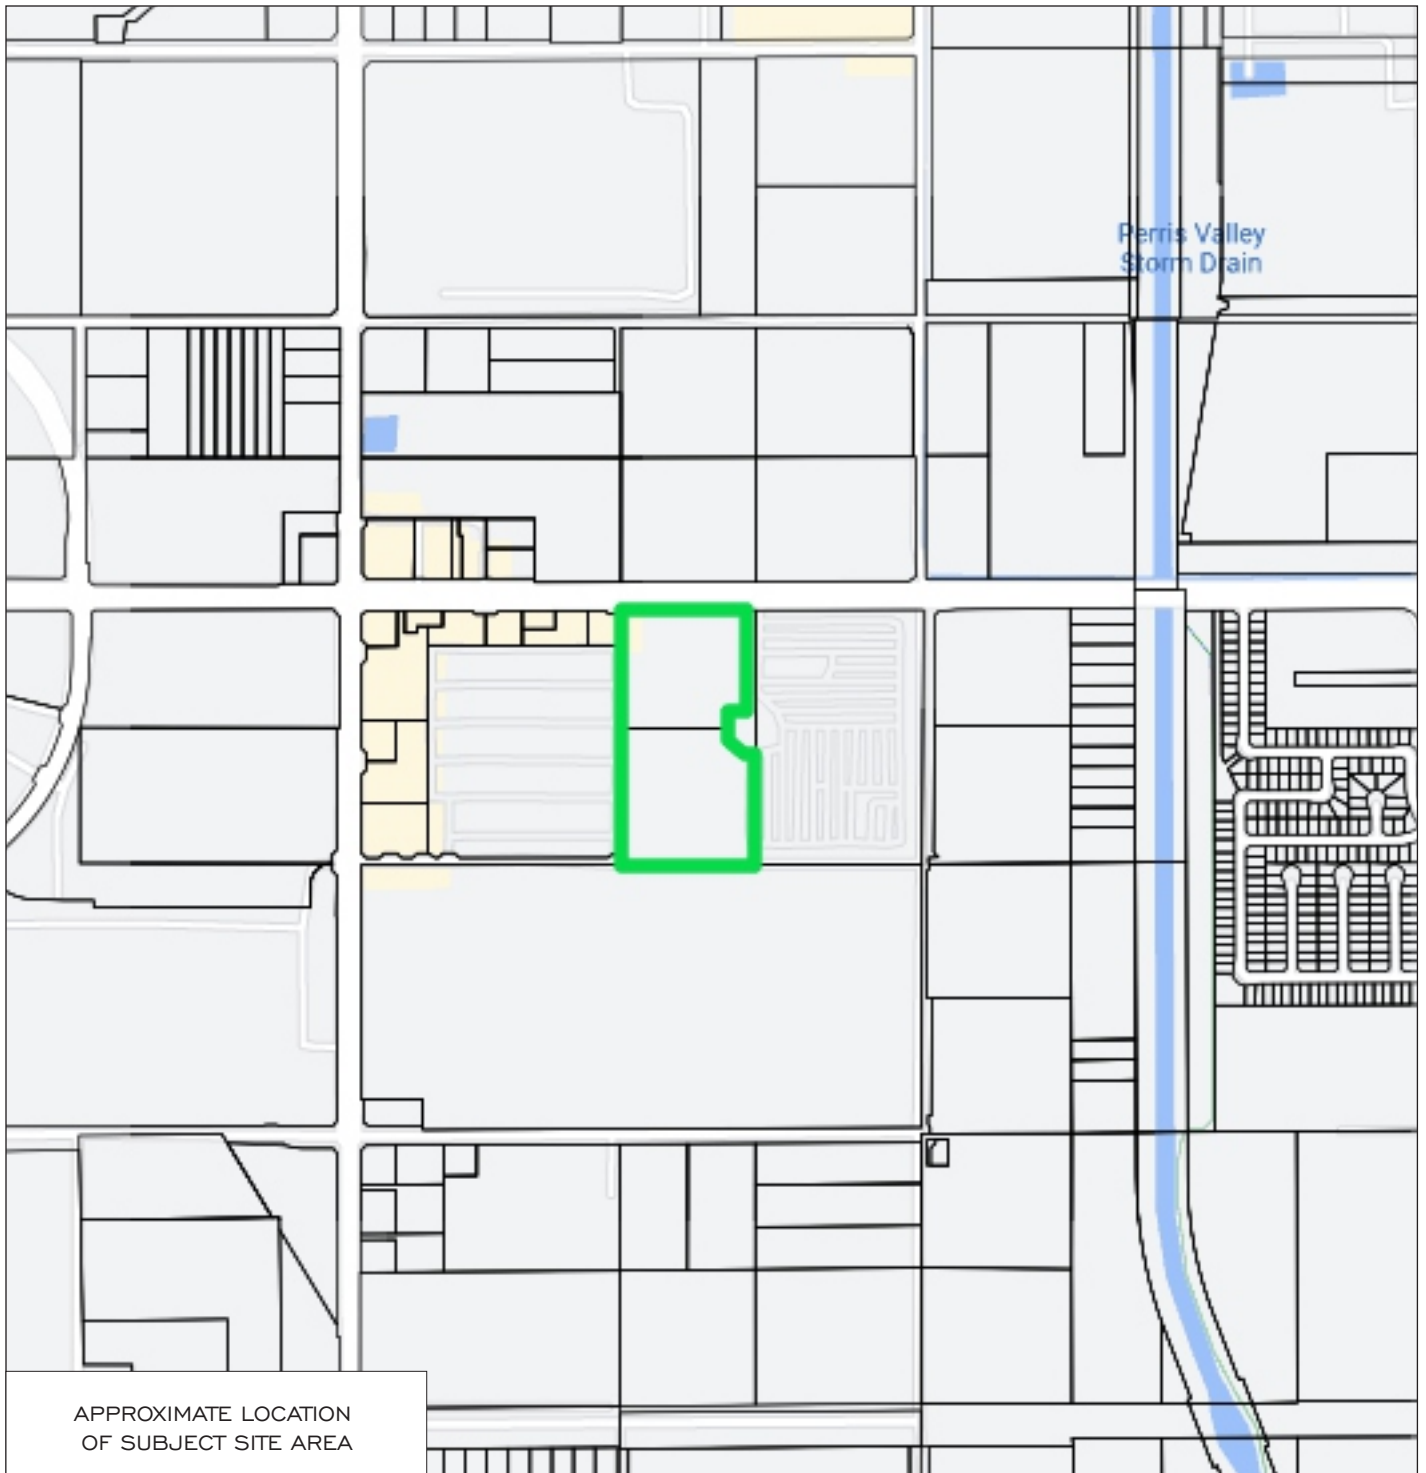 Perris Valley
Storm Drain
APPROXIMATE LOCATION
OF SUBJECT SITE AREA